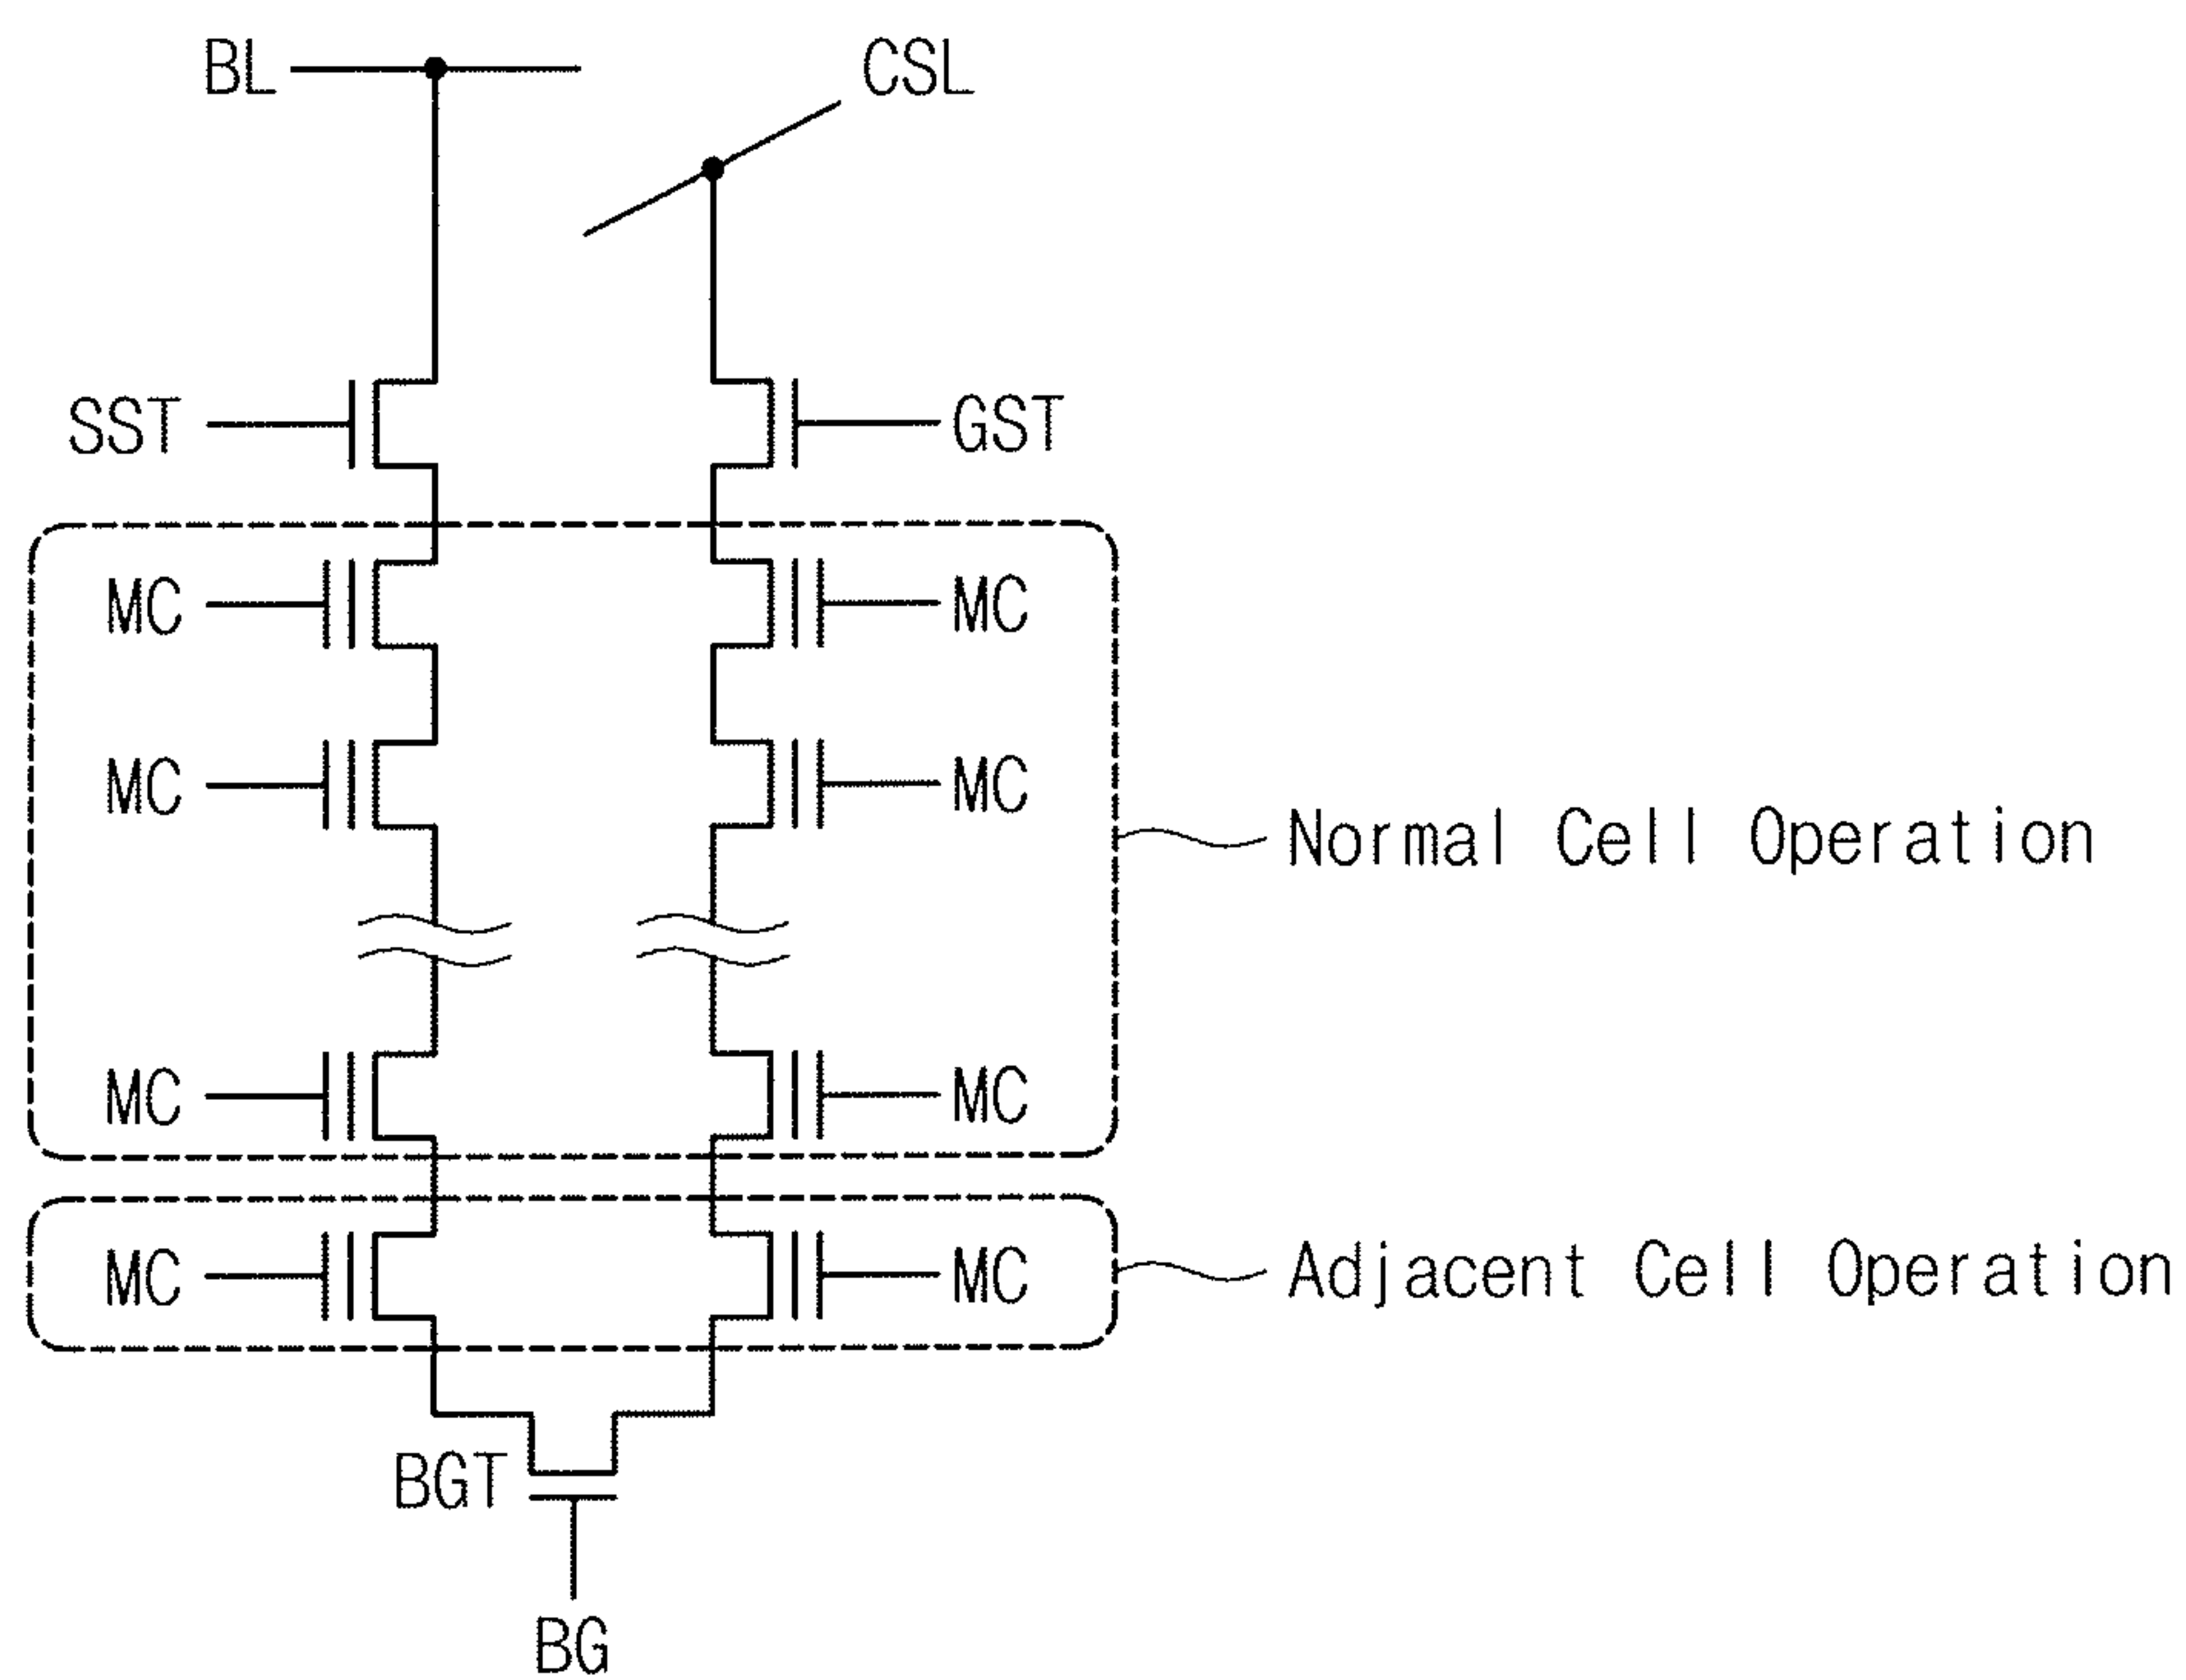 BL
CSL
SST
GST
MC
MC
MC
MC
Normal Cell Operation
MC
MC
MC
MC
Adjacent Cell Operation
BGT
BG